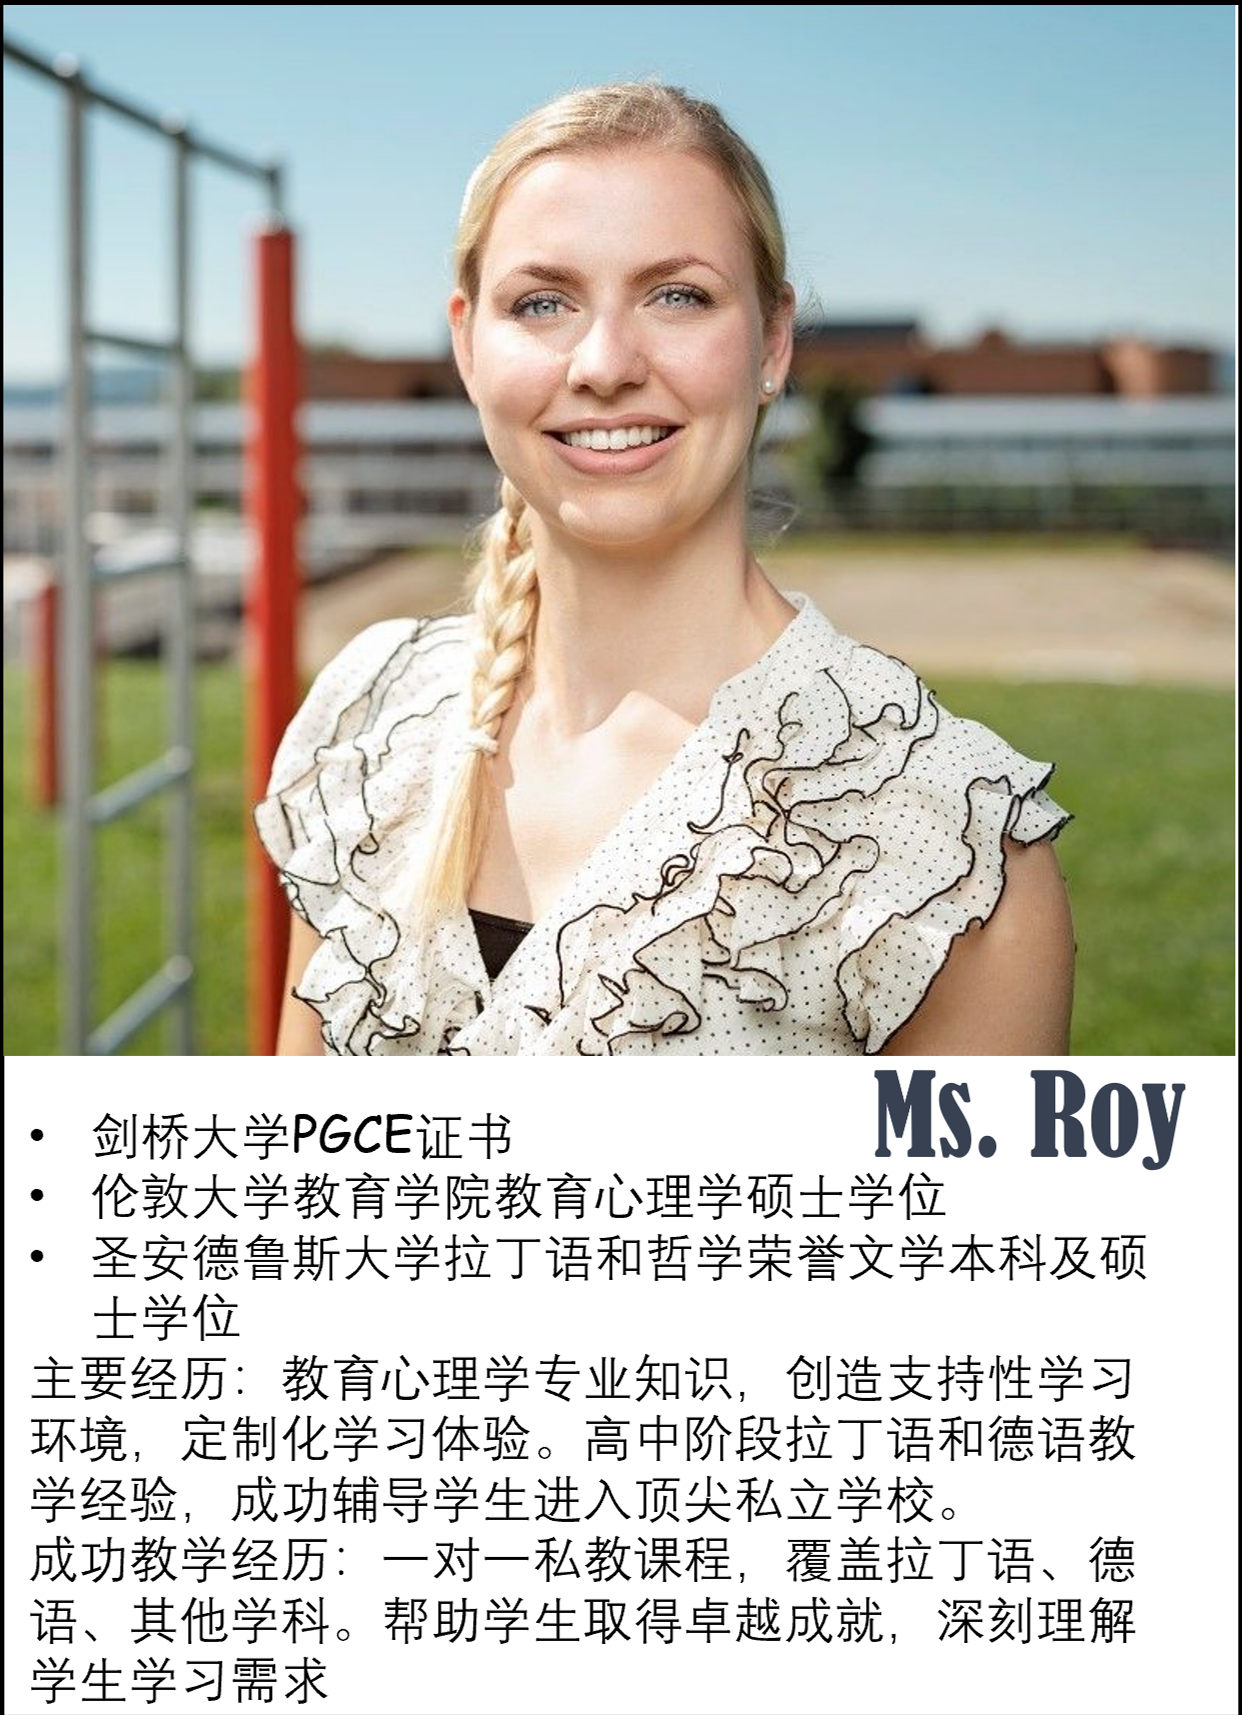 Ms. Roy
• 剑桥大学PGCE证书
• 伦敦大学教育学院教育心理学硕士学位
• 圣安德鲁斯大学拉丁语和哲学荣誉文学本科及硕
士学位
主要经历：教育心理学专业知识，创造支持性学习
环境，定制化学习体验。高中阶段拉丁语和德语教
学经验，成功辅导学生进入顶尖私立学校。
成功教学经历：一对一私教课程，覆盖拉丁语、德
语、其他学科。帮助学生取得卓越成就，深刻理解
学生学习需求